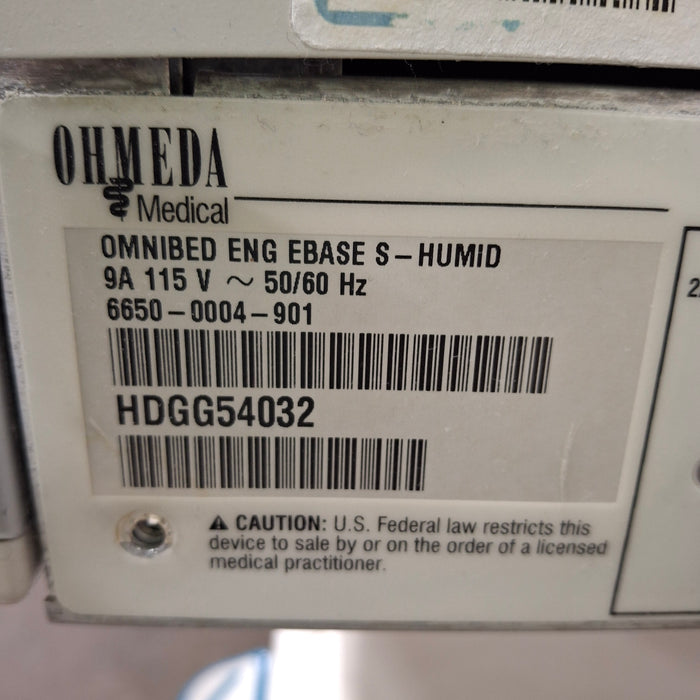 OHMEDA
Medical
OMNIBED ENG EBASE S-HUMID
9A 115 V ~ 50/60 Hz
6650-0004-901
HDGG54032
⚠ CAUTION: U.S. Federal law restricts this
device to sale by or on the order of a licensed
medical practitioner.
2